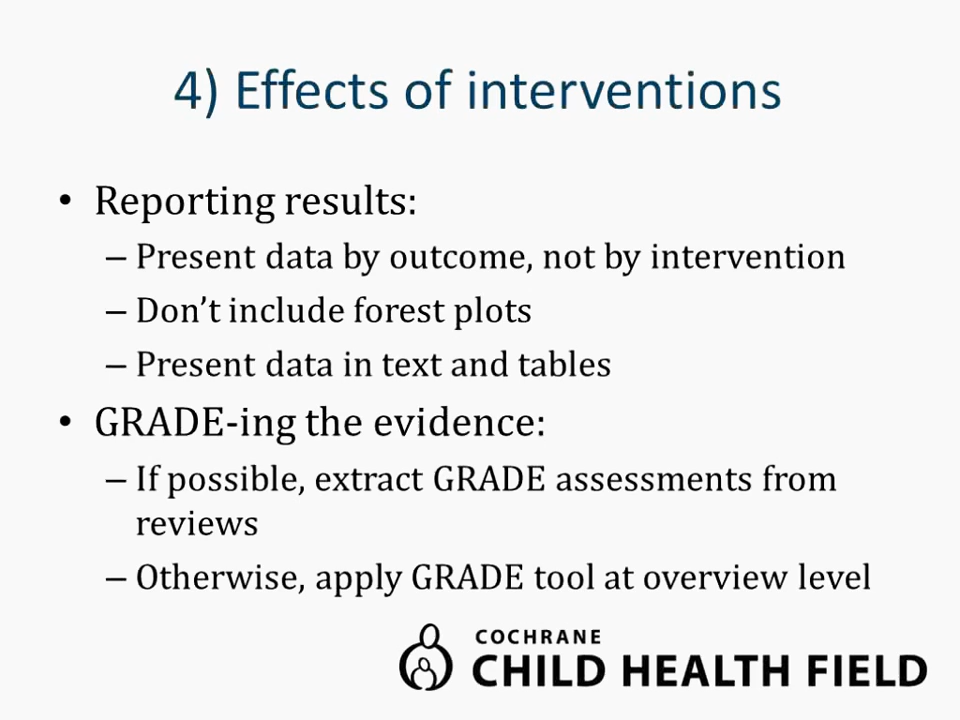 4) Effects of interventions
• Reporting results:
– Present data by outcome, not by intervention
– Don’t include forest plots
– Present data in text and tables
• GRADE-ing the evidence:
– If possible, extract GRADE assessments from
reviews
– Otherwise, apply GRADE tool at overview level
COCHRANE
CHILD HEALTH FIELD